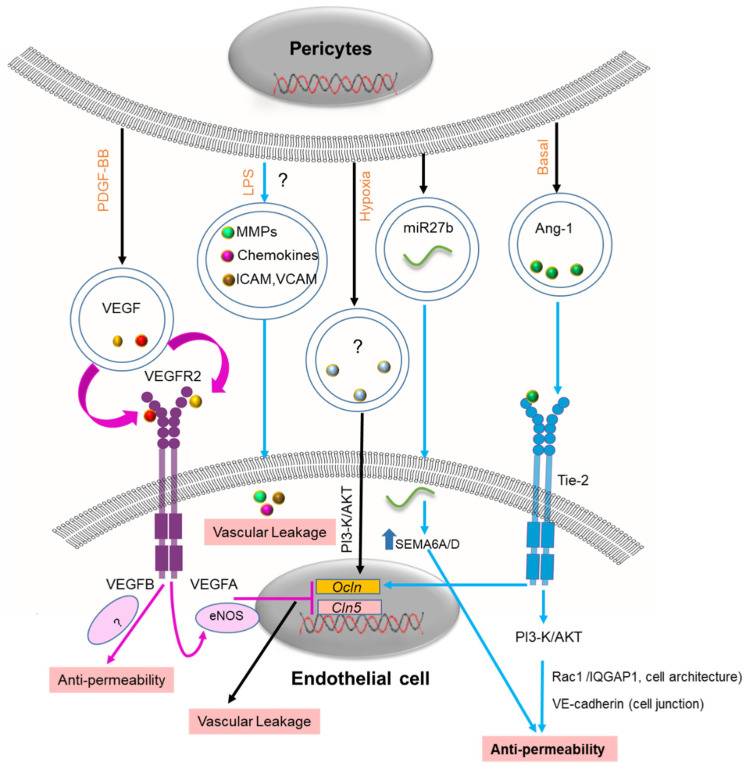 Pericytes
PDGF-BB
LPS
?
Hypoxia
Basal
VEGF
MMPs
Chemokines
ICAM,VCAM
miR27b
Ang-1
?
VEGFR2
Tie-2
PI3-K/AKT
Vascular Leakage
SEMA6A/D
VEGFB
VEGFA
?
eNOS
Ocln
Cln5
PI3-K/AKT
Anti-permeability
Endothelial cell
Rac1 /IQGAP1, cell architecture)
VE-cadherin (cell junction)
Vascular Leakage
Anti-permeability